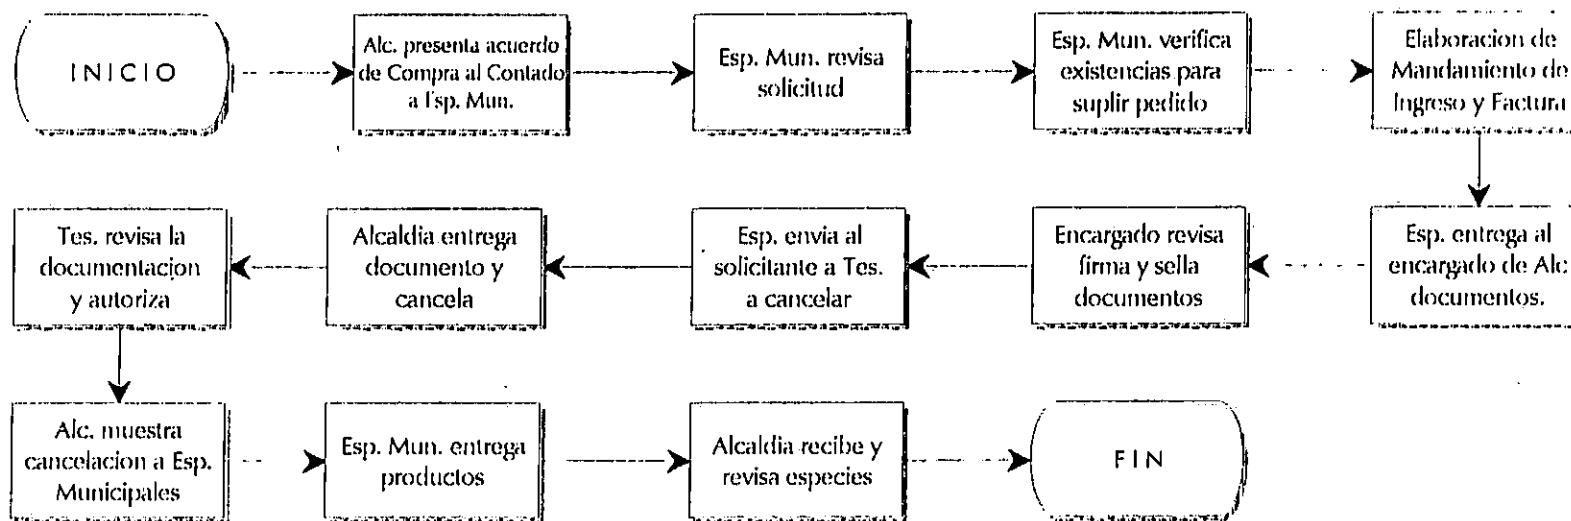 INICIO
Alc. presenta acuerdo
de Compra al Contado
a Esp. Mun.
Esp. Mun. revisa
solicitud
Esp. Mun. verifica
existencias para
suplir pedido
Elaboracion de
Mandamiento de
Ingreso y Factura
Esp. entrega al
encargado de Alc
documentos.
Encargado revisa
firma y sella
documentos
Esp. envia al
solicitante a Tes.
a cancelar
Alcaldia entrega
documento y
cancela
Tes. revisa la
documentacion
y autoriza
Alc. muestra
cancelacion a Esp.
Municipales
Esp. Mun. entrega
productos
Alcaldia recibe y
revisa especies
FIN